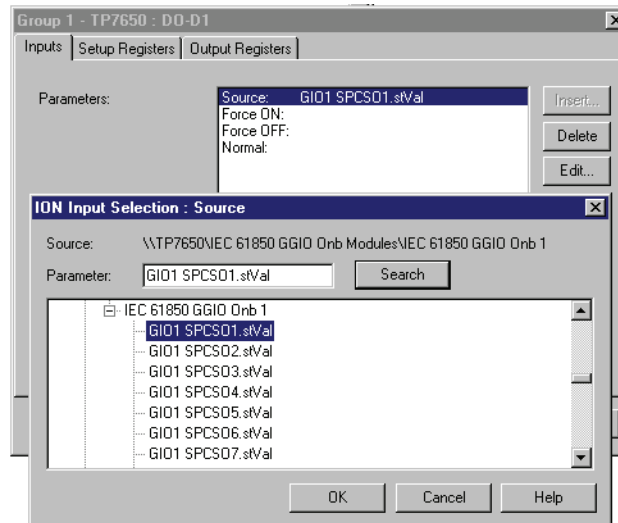 Group 1 - TP7650 : DO-D1
Inputs Setup Registers Output Registers
Parameters:
Source: GIO1 SPCSO1.stVal
Force ON:
Force OFF:
Normal:
Insert...
Delete
Edit...
ION Input Selection : Source
Source: \\TP7650\IEC 61850 GGIO Onb Modules\IEC 61850 GGIO Onb 1
Parameter: GIO1 SPCSO1.stVal Search
IEC 61850 GGIO Onb 1
GIO1 SPCSO1.stVal
GIO1 SPCSO2.stVal
GIO1 SPCSO3.stVal
GIO1 SPCSO4.stVal
GIO1 SPCSO5.stVal
GIO1 SPCSO6.stVal
GIO1 SPCSO7.stVal
OK Cancel Help